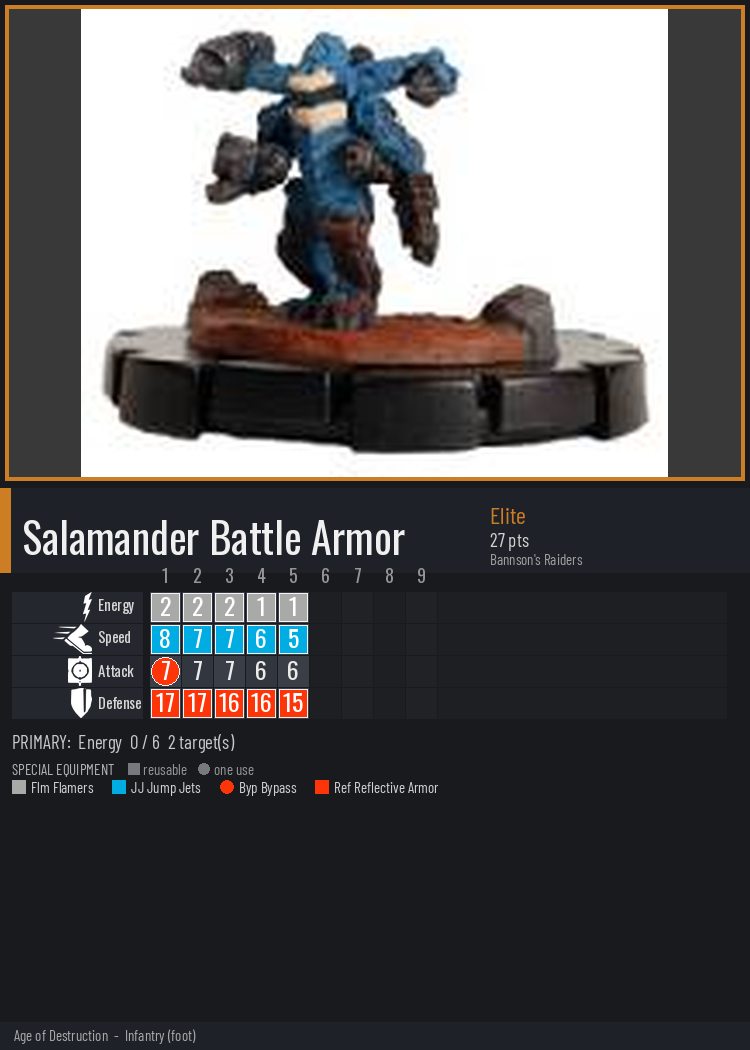 Salamander Battle Armor
Elite
27 pts
Bannson's Raiders
1 2 3 4 5 6 7 8 9
Energy 2 2 2 1 1
Speed 8 7 7 6 5
Attack 7 7 7 6 6
Defense 17 17 16 16 15
PRIMARY: Energy 0 / 6 2 target(s)
SPECIAL EQUIPMENT reusable one use
Flm Flamers JJ Jump Jets Byp Bypass Ref Reflective Armor
Age of Destruction - Infantry (foot)